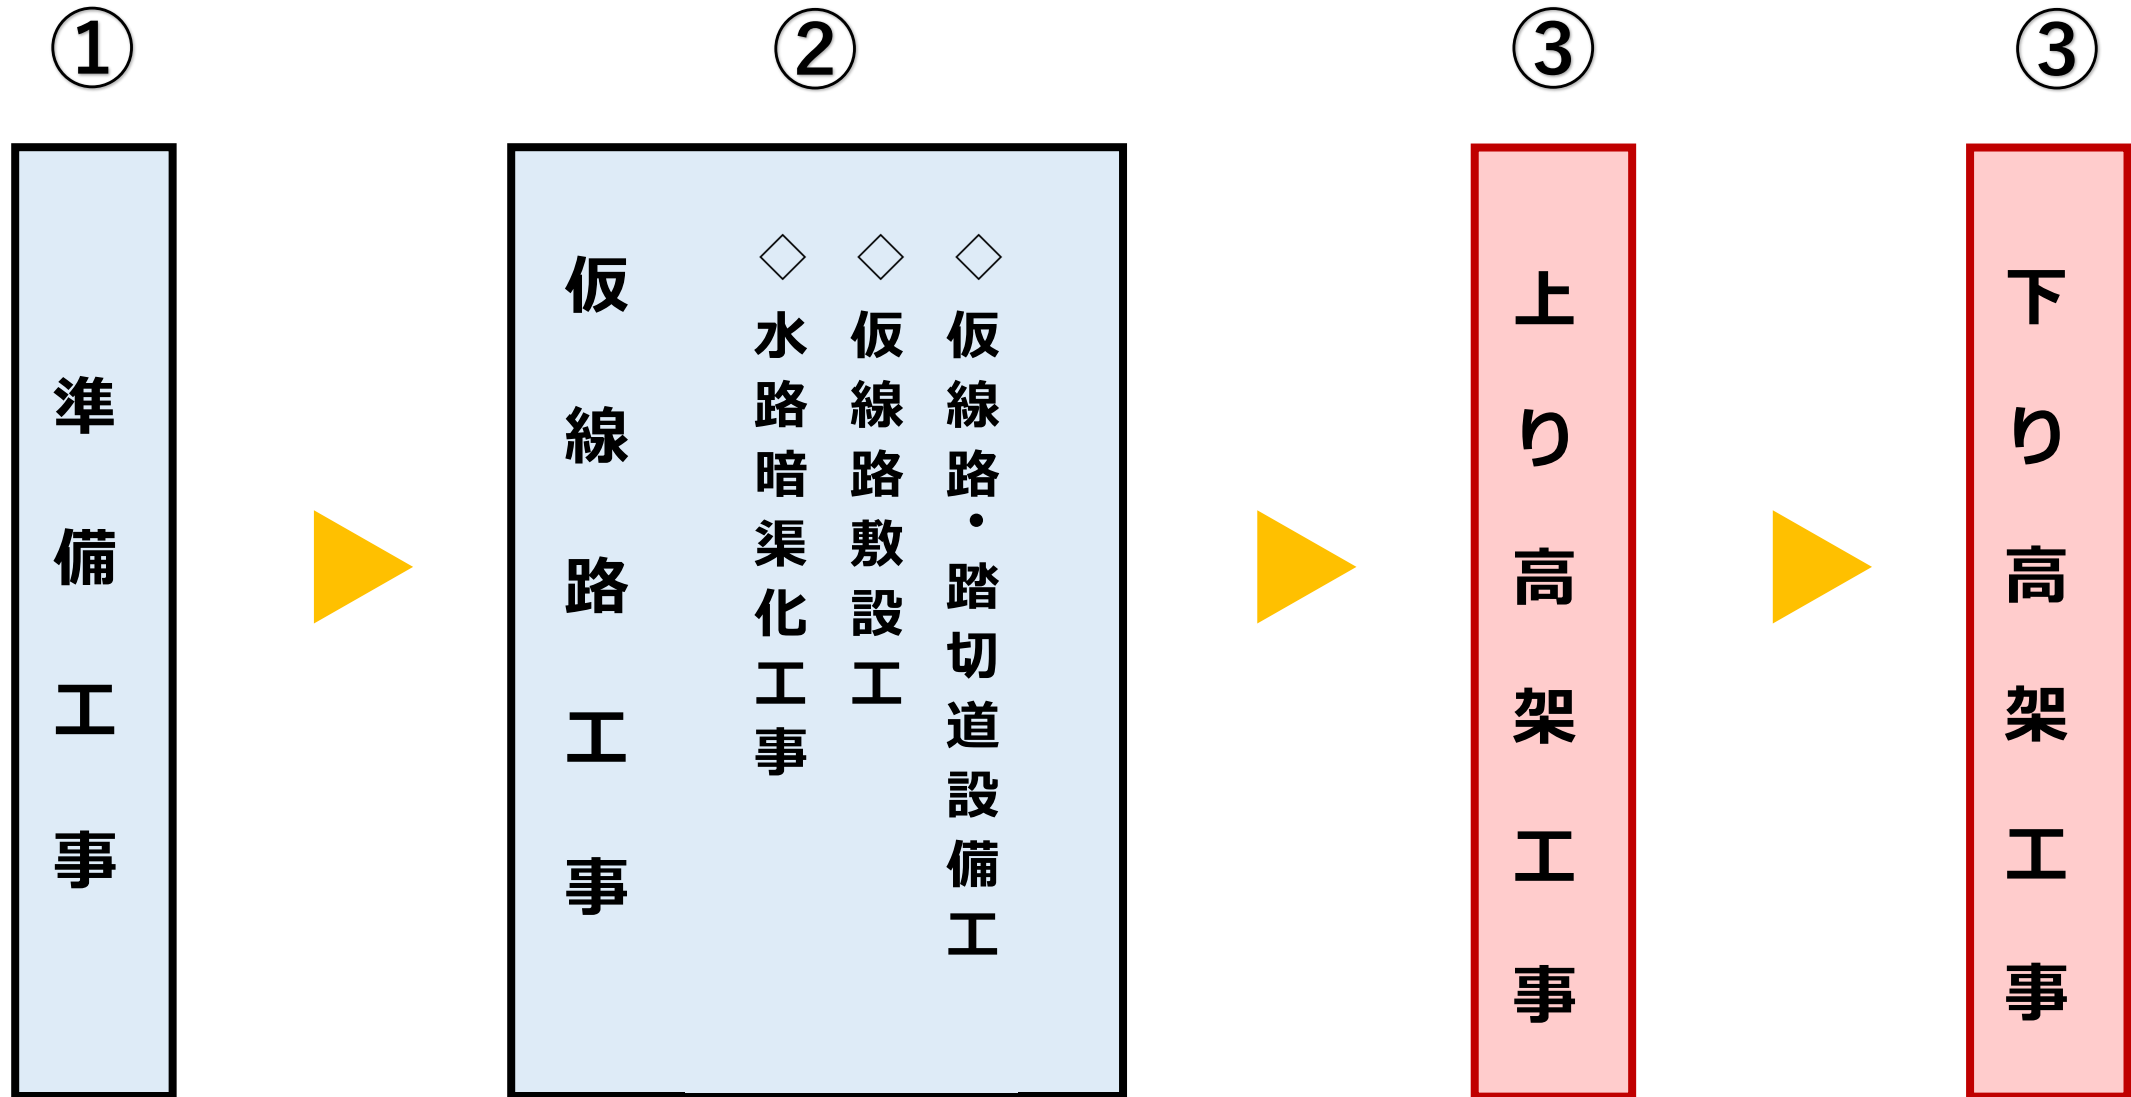 ①
準備工事
②
仮線路工事
◇水路暗渠化工事
◇仮線路敷設工
◇仮線路・踏切道設備工
③
上り高架工事
③
下り高架工事